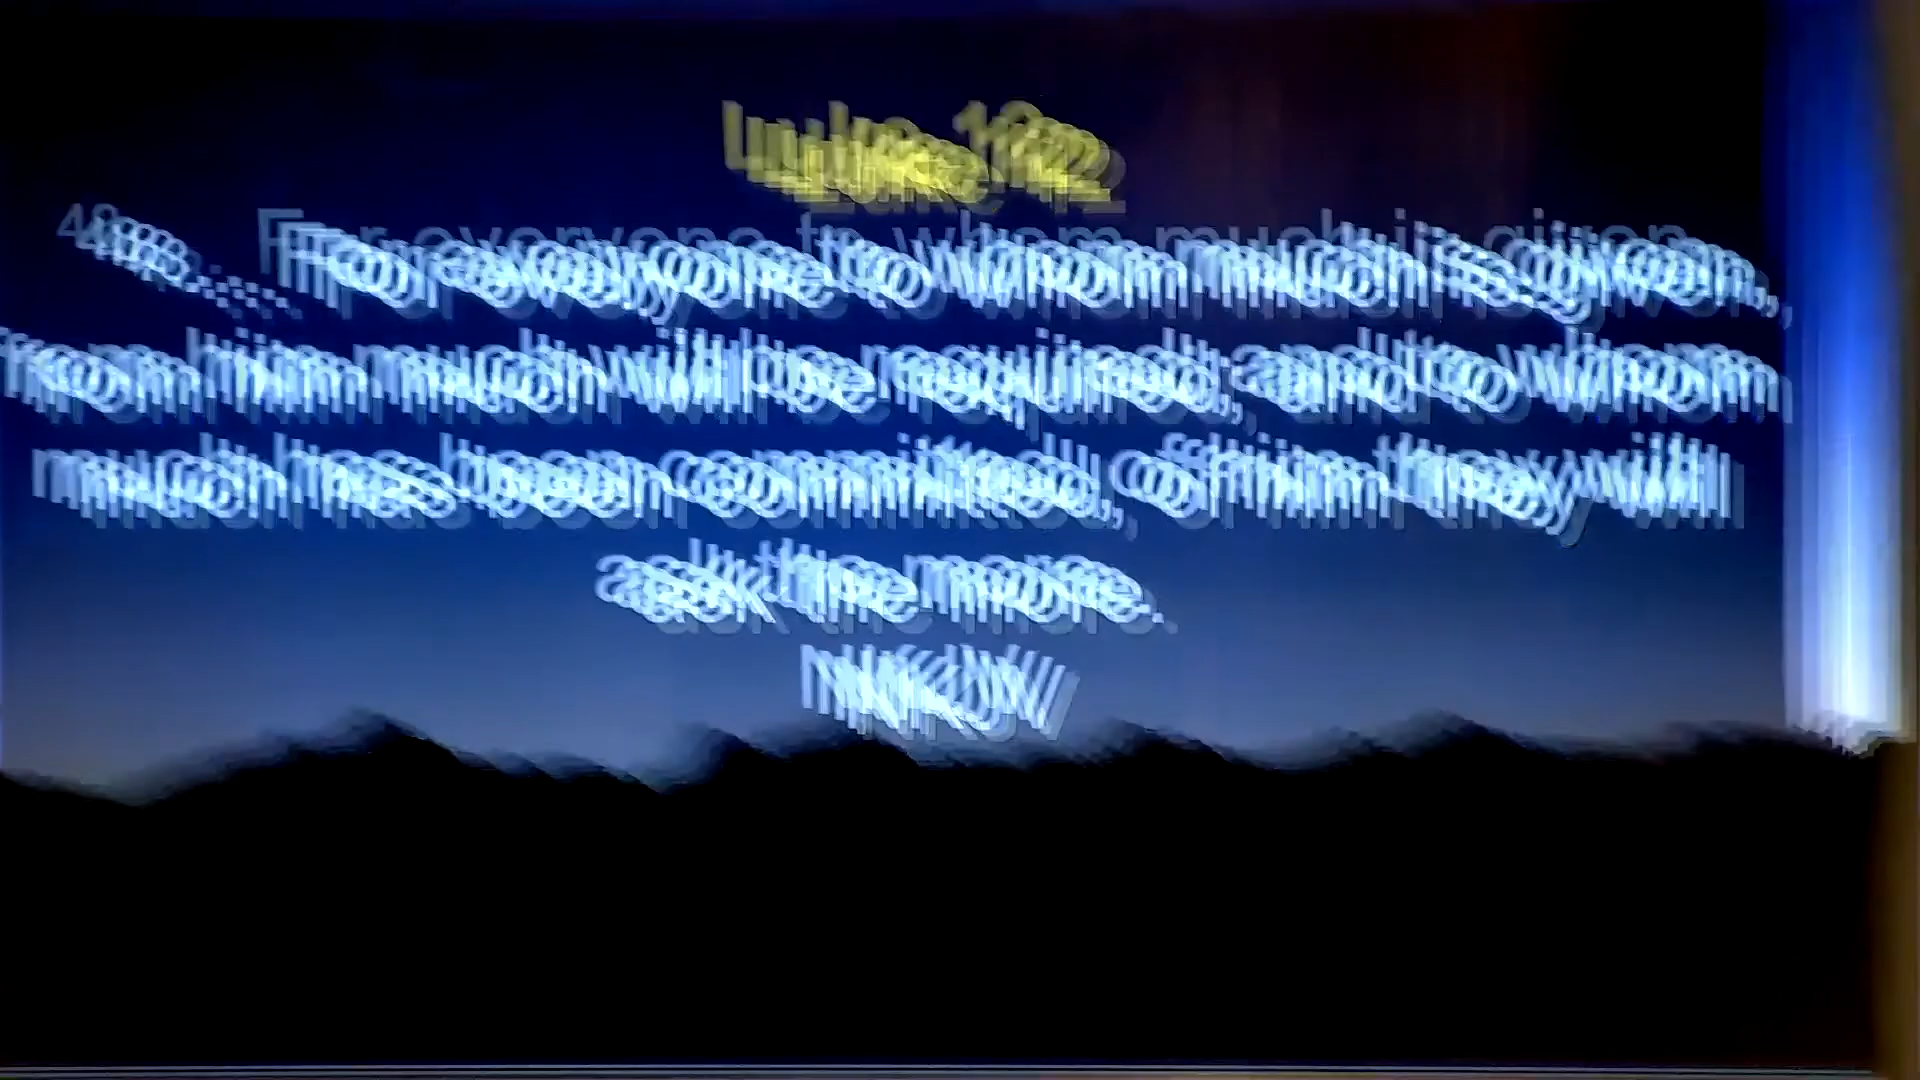 Luke 12
48b... For everyone to whom much is given,
from him much will be required; and to whom
much has been committed, of him they will
ask the more.
NKJV